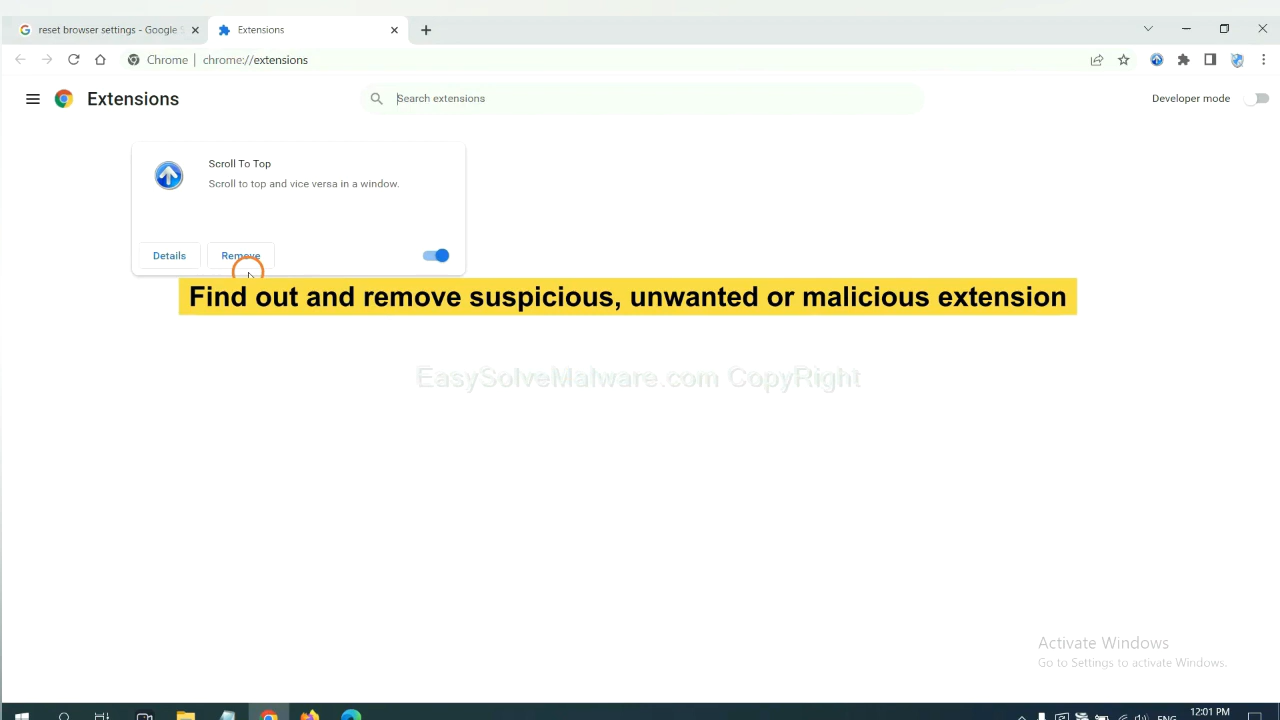 reset browser settings - Google
Extensions
Chrome
chrome://extensions
Extensions
Search extensions
Developer mode
Scroll To Top
Scroll to top and vice versa in a window.
Details
Remove
Find out and remove suspicious, unwanted or malicious extension
EasySolveMalware.com CopyRight
Activate Windows
Go to Settings to activate Windows.
12:01 PM
ENG